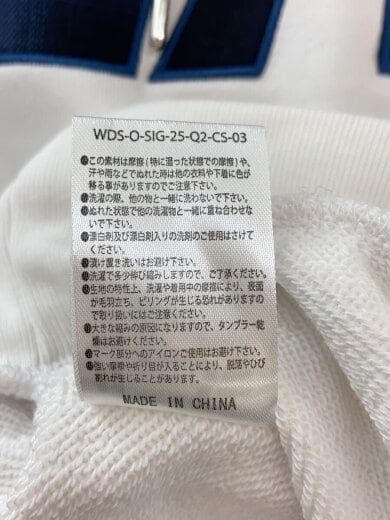 WDS-O-SIG-25-Q2-CS-03
●この素材は摩擦(特に湿った状態での摩擦)や、
汗や雨などでぬれた時は他の衣料や下着に色が
移る事がありますのでご注意下さい。
●洗濯の際、他の物と一緒に洗わないで下さい。
●ぬれた状態で他の洗濯物と一緒に重ね合わせな
いで下さい。
●漂白剤及び漂白剤入りの洗剤のご使用はさけて
ください。
●漬け置き洗いはお避け下さい。
●洗濯で多少伸び縮みしますので、ご了承ください。
●生地の特性上、洗濯や着用中の摩擦により、表面
が毛羽立ち、ピリングが生じる恐れがありますの
で取り扱いにはご注意ください。
●大きな縮みの原因になりますので、タンブラー乾
燥はお避けください。
●マーク部分へのアイロンご使用はお避け下さい。
●強い摩擦や折り目が入ることにより、脱落やひび
割れが生じることがあります。
MADE IN CHINA